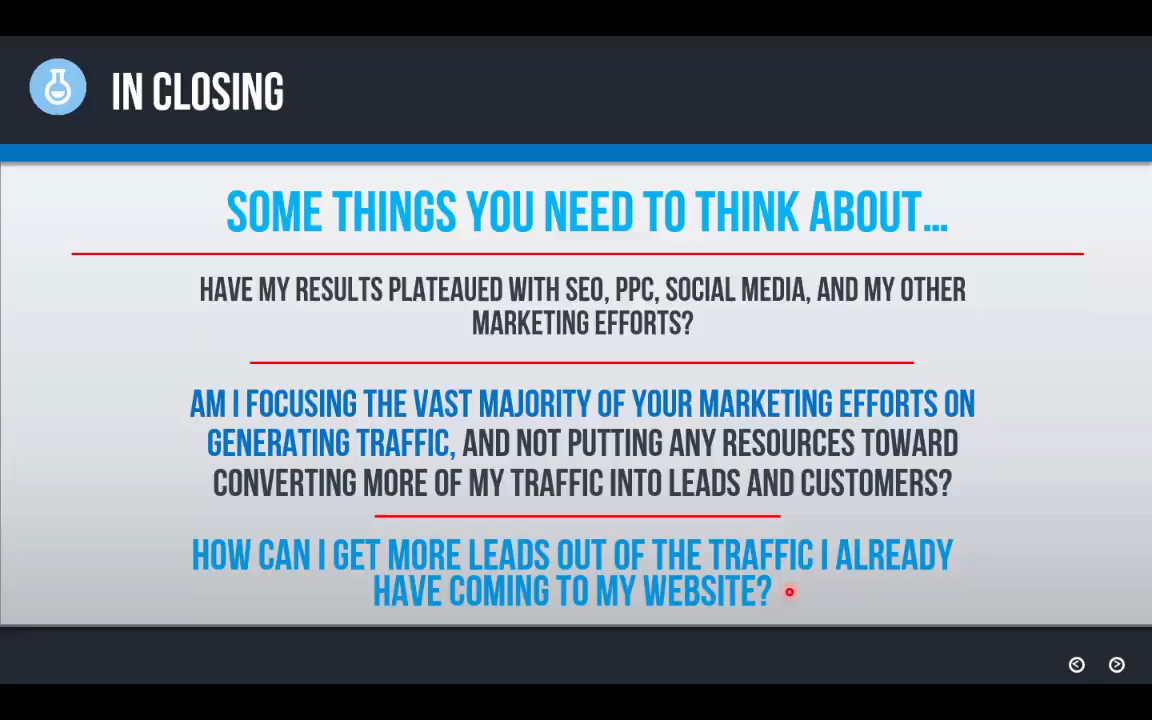 IN CLOSING
SOME THINGS YOU NEED TO THINK ABOUT...
HAVE MY RESULTS PLATEAUED WITH SEO, PPC, SOCIAL MEDIA, AND MY OTHER
MARKETING EFFORTS?
AM I FOCUSING THE VAST MAJORITY OF YOUR MARKETING EFFORTS ON
GENERATING TRAFFIC, AND NOT PUTTING ANY RESOURCES TOWARD
CONVERTING MORE OF MY TRAFFIC INTO LEADS AND CUSTOMERS?
HOW CAN I GET MORE LEADS OUT OF THE TRAFFIC I ALREADY
HAVE COMING TO MY WEBSITE?